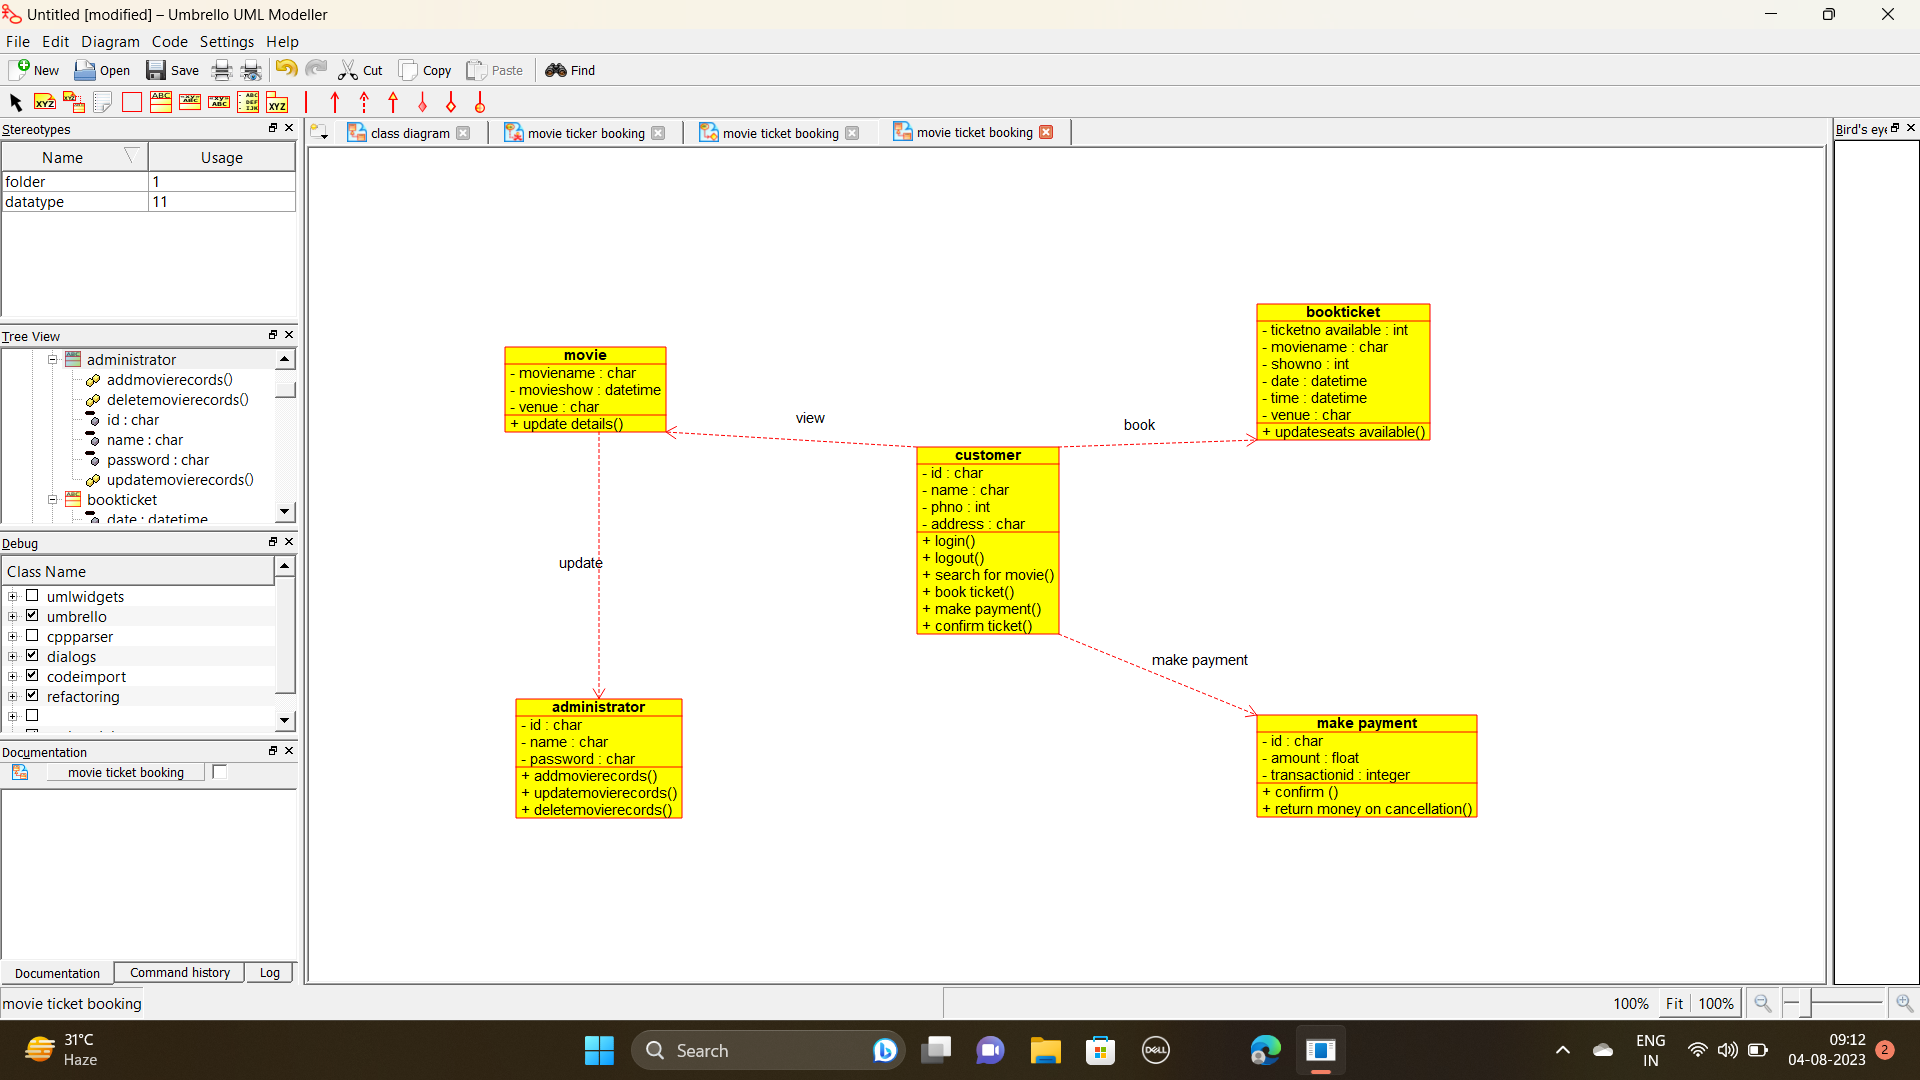 Untitled [modified] – Umbrello UML Modeller
File Edit Diagram Code Settings Help
New Open Save Cut Copy Paste Find
Stereotypes
Name Usage
folder 1
datatype 11
Tree View
administrator
addmovierecords()
deletemovierecords()
id : char
name : char
password : char
updatemovierecords()
bookticket
date : datetime
Debug
Class Name
umlwidgets
umbrello
cppparser
dialogs
codeimport
refactoring
Documentation
movie ticket booking
Documentation Command history Log
movie ticket booking
class diagram
movie ticker booking
movie ticket booking
movie ticket booking
Bird's eye
movie
- moviename : char
- movieshow : datetime
- venue : char
+ update details()
view
book
bookticket
- ticketno available : int
- moviename : char
- showno : int
- date : datetime
- time : datetime
- venue : char
+ updateseats available()
customer
- id : char
- name : char
- phno : int
- address : char
+ login()
+ logout()
+ search for movie()
+ book ticket()
+ make payment()
+ confirm ticket()
update
make payment
administrator
- id : char
- name : char
- password : char
+ addmovierecords()
+ updatemovierecords()
+ deletemovierecords()
make payment
- id : char
- amount : float
- transactionid : integer
+ confirm ()
+ return money on cancellation()
100% Fit 100%
31°C
Haze
Search
DELL
ENG
IN
09:12
04-08-2023
2